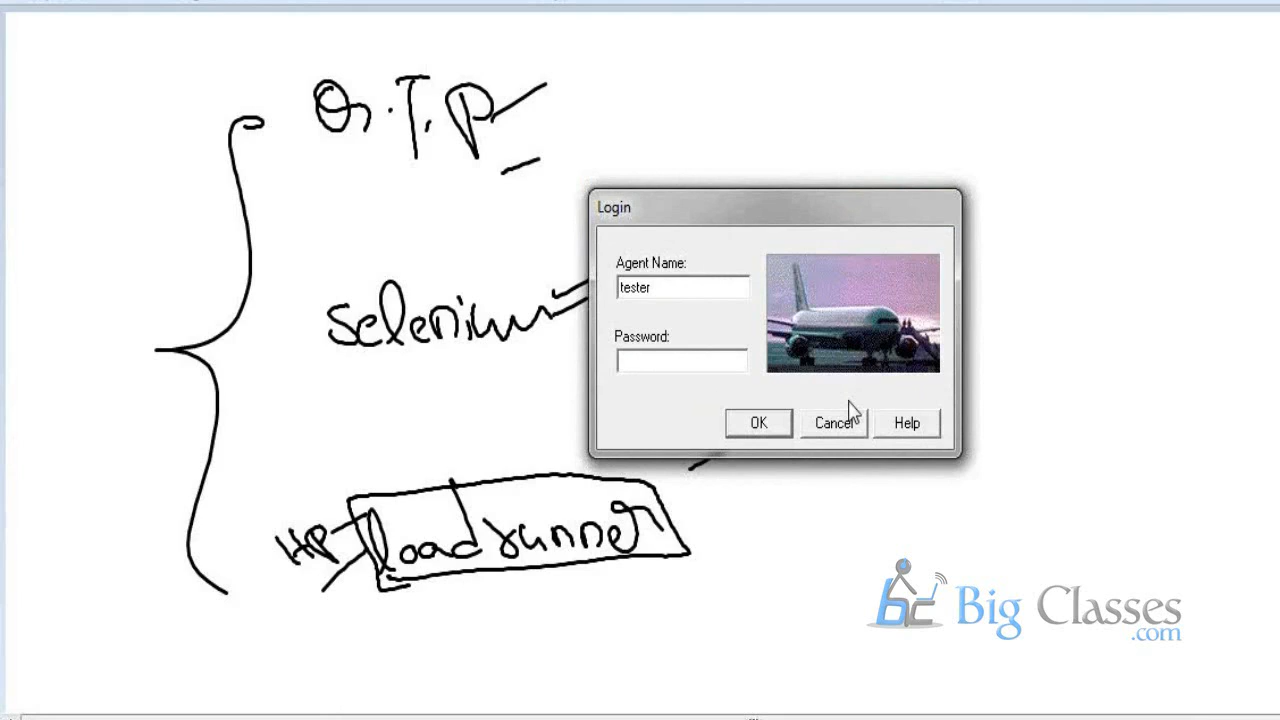 Q.T.P
Login
Agent Name:
tester
selenium
Password:
OK Cancel Help
HP loadrunner
Big Classes
.com